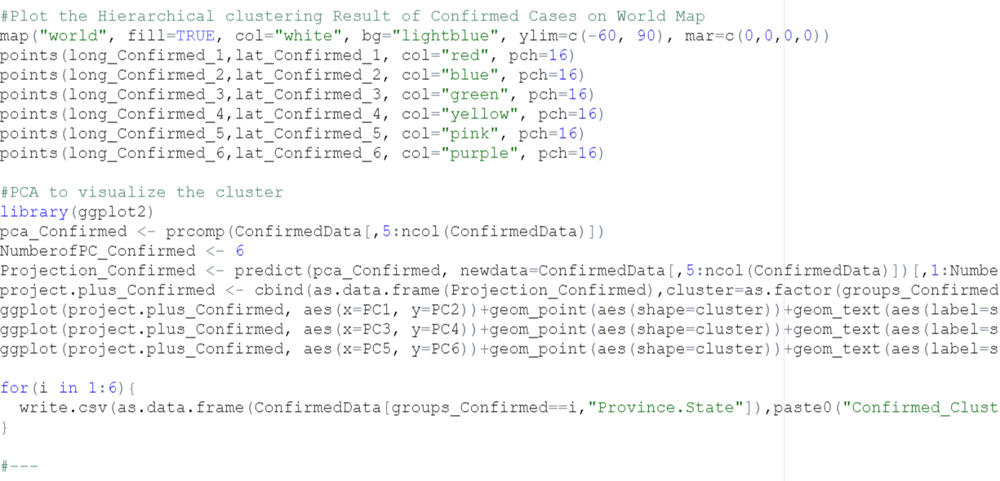 #Plot the Hierarchical clustering Result of Confirmed Cases on World Map
map("world", fill=TRUE, col="white", bg="lightblue", ylim=c(-60, 90), mar=c(0,0,0,0))
points(long_Confirmed_1,lat_Confirmed_1, col="red", pch=16)
points(long_Confirmed_2,lat_Confirmed_2, col="blue", pch=16)
points(long_Confirmed_3,lat_Confirmed_3, col="green", pch=16)
points(long_Confirmed_4,lat_Confirmed_4, col="yellow", pch=16)
points(long_Confirmed_5,lat_Confirmed_5, col="pink", pch=16)
points(long_Confirmed_6,lat_Confirmed_6, col="purple", pch=16)
#PCA to visualize the cluster
library(ggplot2)
pca_Confirmed <- prcomp(ConfirmedData[,5:ncol(ConfirmedData)])
NumberofPC_Confirmed <- 6
Projection_Confirmed <- predict(pca_Confirmed, newdata=ConfirmedData[,5:ncol(ConfirmedData)])[,1:Numbe
project.plus_Confirmed <- cbind(as.data.frame(Projection_Confirmed),cluster=as.factor(groups_Confirmed
ggplot(project.plus_Confirmed, aes(x=PC1, y=PC2))+geom_point(aes(shape=cluster))+geom_text(aes(label=s
ggplot(project.plus_Confirmed, aes(x=PC3, y=PC4))+geom_point(aes(shape=cluster))+geom_text(aes(label=s
ggplot(project.plus_Confirmed, aes(x=PC5, y=PC6))+geom_point(aes(shape=cluster))+geom_text(aes(label=s
for(i in 1:6){
  write.csv(as.data.frame(ConfirmedData[groups_Confirmed==i,"Province.State"]),paste0("Confirmed_Clust
}
#---